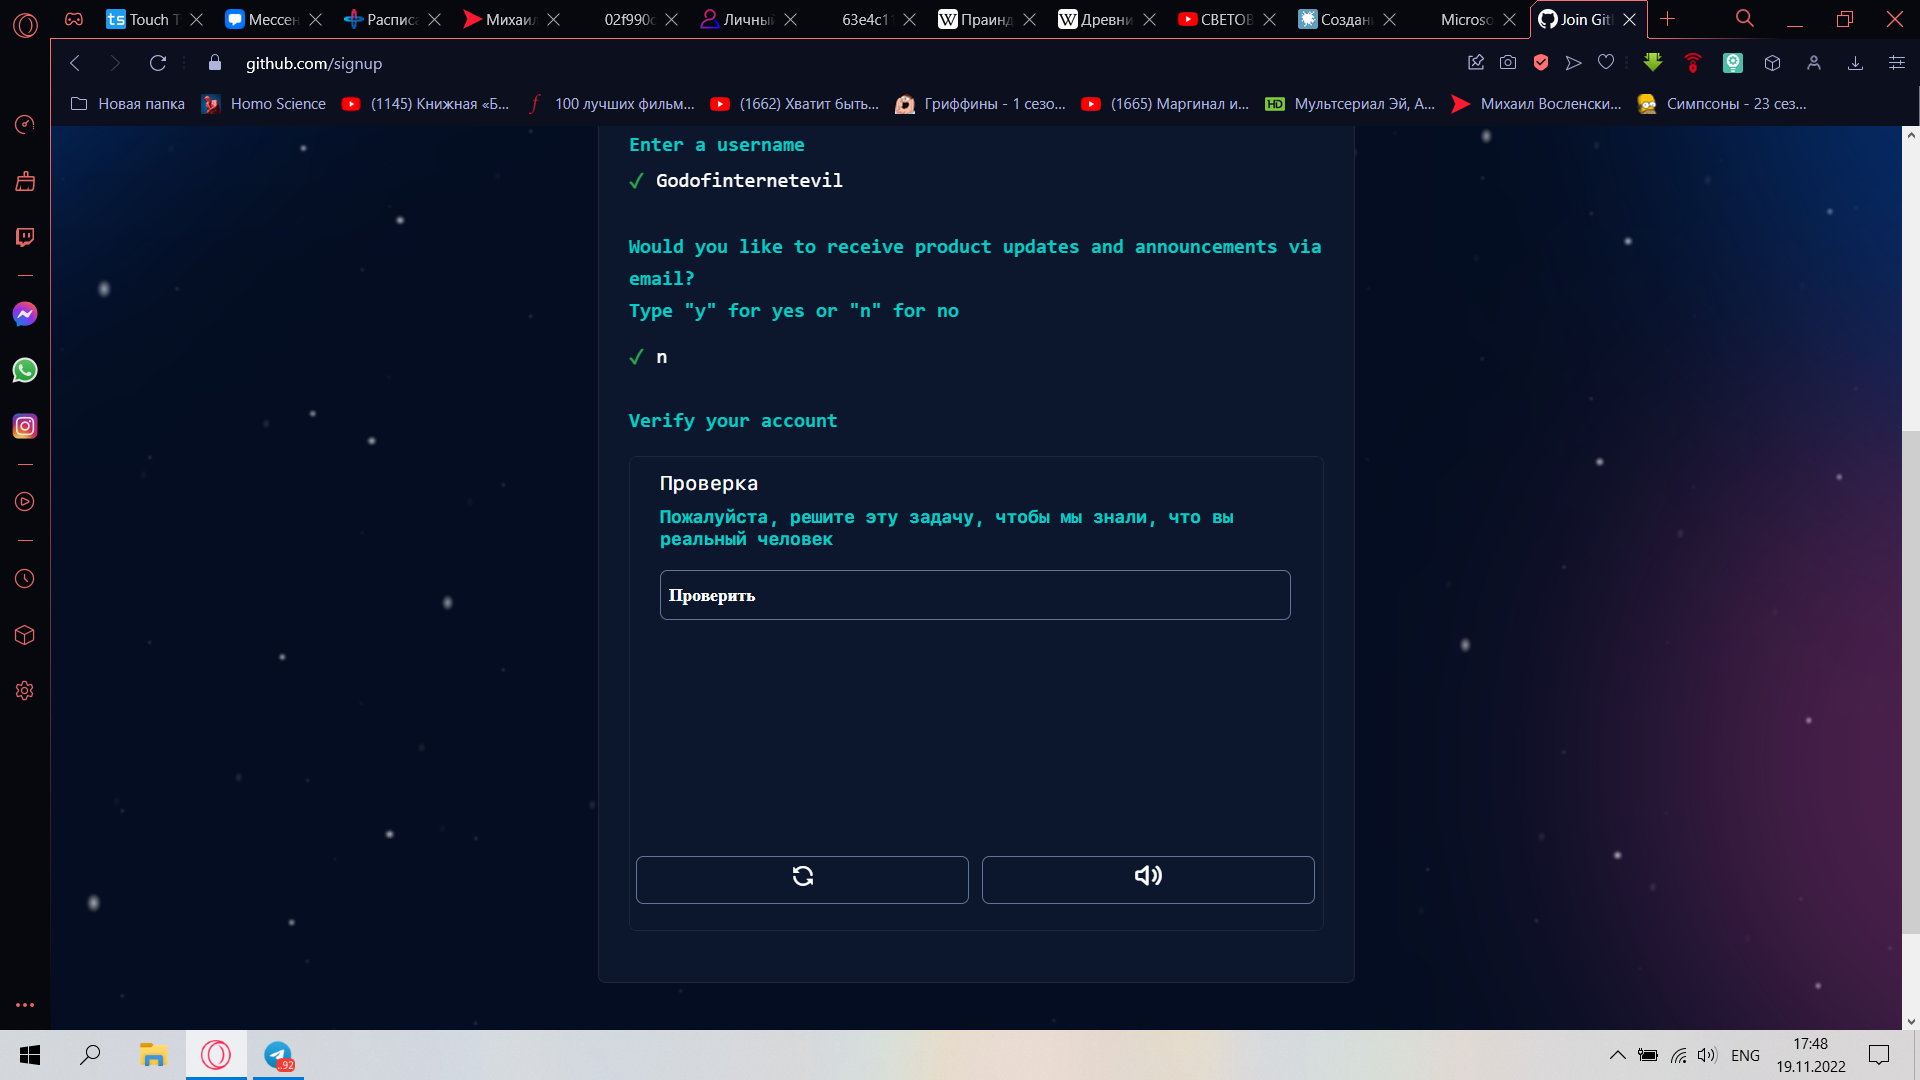 Touch T
Мессен
Расписа
Михаил
02f990c
Личный
63e4c11
W Праинд
W Древни
СВЕТОВ
Создани
Microso
Join Git
github.com/signup
Новая папка
Homo Science
(1145) Книжная «Б...
100 лучших фильм...
(1662) Хватит быть...
Гриффины - 1 сезо...
(1665) Маргинал и...
HD Мультсериал Эй, А...
Михаил Восленски...
Симпсоны - 23 сез...
Enter a username
Godofinternetevil
Would you like to receive product updates and announcements via
email?
Type "y" for yes or "n" for no
n
Verify your account
Проверка
Пожалуйста, решите эту задачу, чтобы мы знали, что вы
реальный человек
Проверить
..92
ENG
17:48
19.11.2022